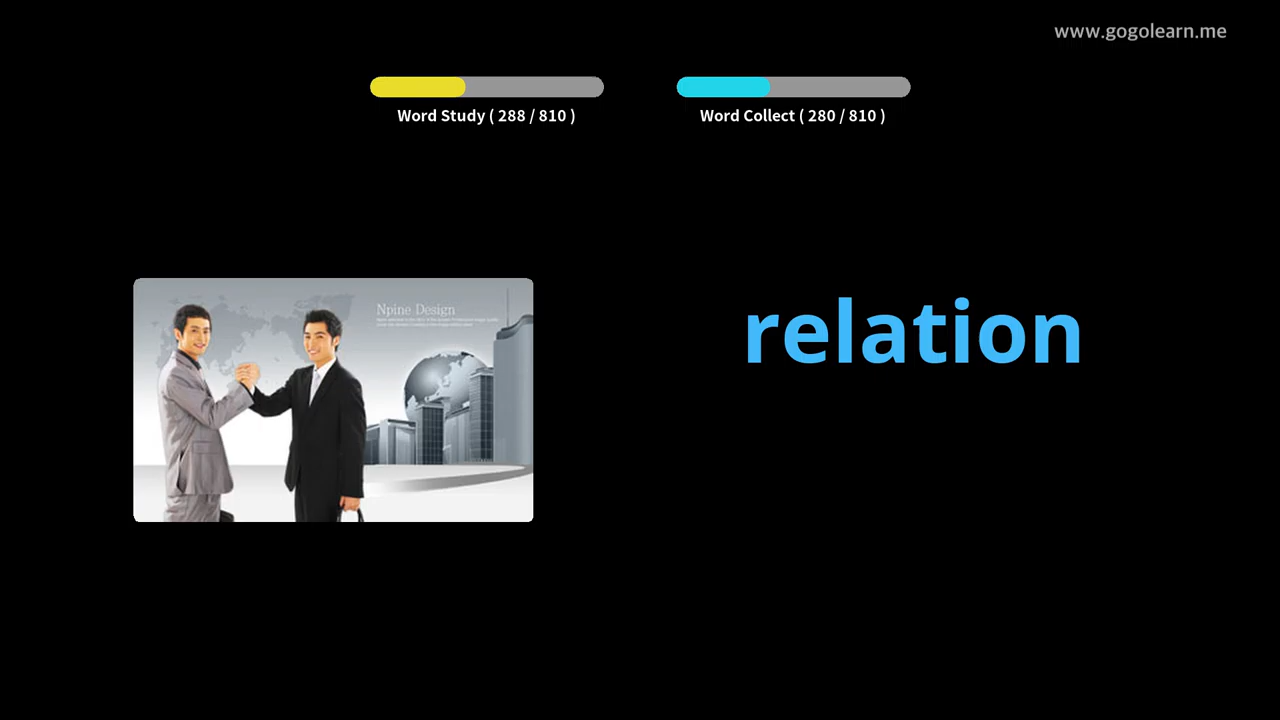 www.gogolearn.me
Word Study ( 288 / 810 )
Word Collect ( 280 / 810 )
Npine Design
relation